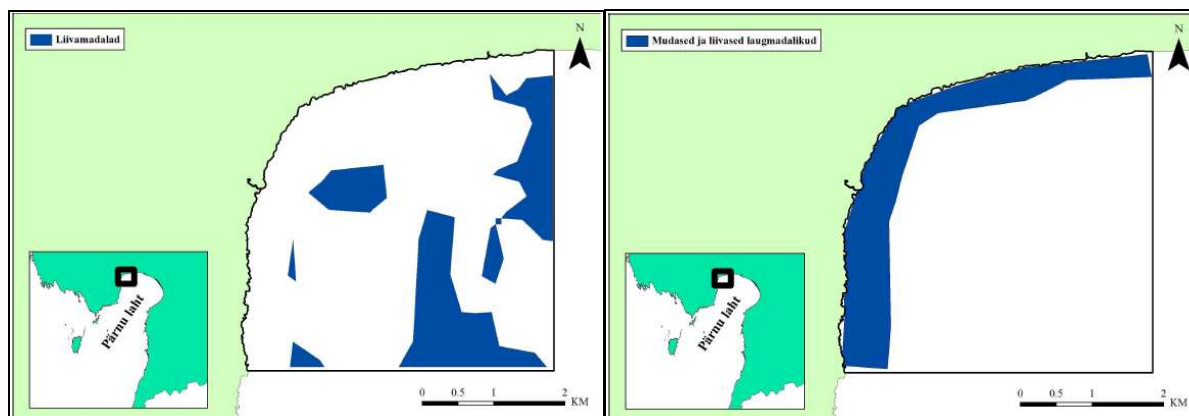 Liivamadalad
N
Pärnu laht
0 0.5 1 2
KM
Mudased ja liivased laugmadalikud
N
Pärnu laht
0 0.5 1 2
KM